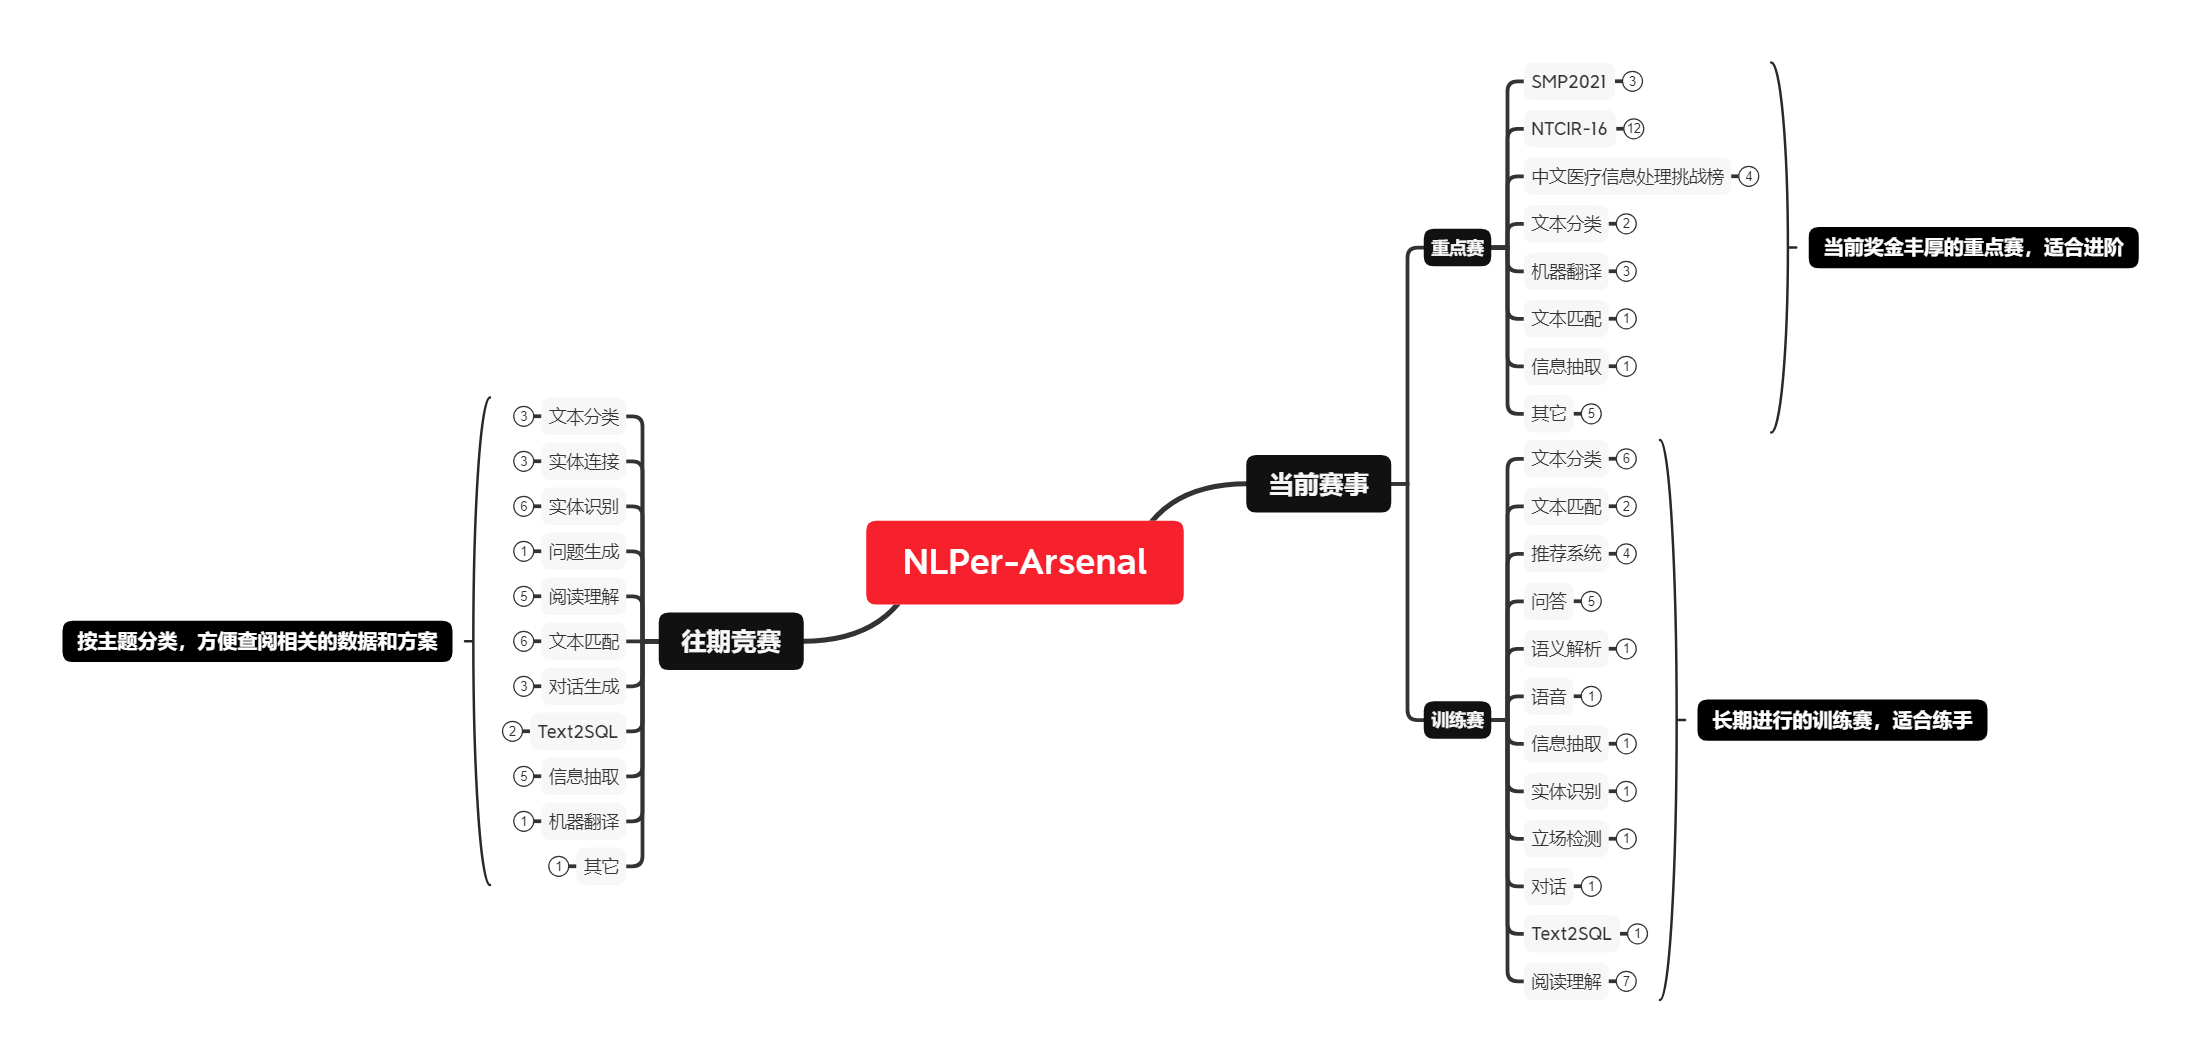 NLPer-Arsenal
当前赛事
重点赛
SMP2021
3
NTCIR-16
12
中文医疗信息处理挑战榜
4
文本分类
2
机器翻译
3
文本匹配
1
信息抽取
1
其它
5
当前奖金丰厚的重点赛，适合进阶
训练赛
文本分类
6
文本匹配
2
推荐系统
4
问答
5
语义解析
1
语音
1
信息抽取
1
实体识别
1
立场检测
1
对话
1
Text2SQL
1
阅读理解
7
长期进行的训练赛，适合练手
往期竞赛
文本分类
3
实体连接
3
实体识别
6
问题生成
1
阅读理解
5
文本匹配
6
对话生成
3
Text2SQL
2
信息抽取
5
机器翻译
1
其它
1
按主题分类，方便查阅相关的数据和方案